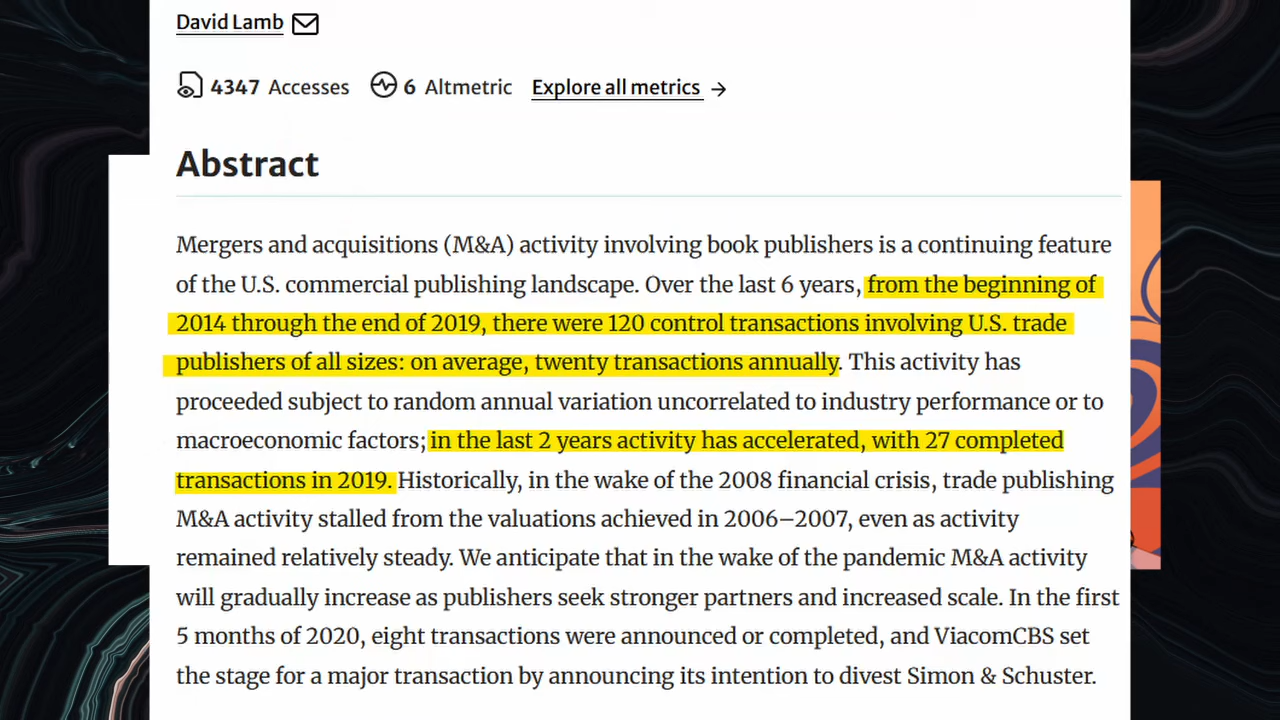 David Lamb
4347 Accesses 6 Altmetric Explore all metrics →
Abstract
Mergers and acquisitions (M&A) activity involving book publishers is a continuing feature
of the U.S. commercial publishing landscape. Over the last 6 years, from the beginning of
2014 through the end of 2019, there were 120 control transactions involving U.S. trade
publishers of all sizes: on average, twenty transactions annually. This activity has
proceeded subject to random annual variation uncorrelated to industry performance or to
macroeconomic factors; in the last 2 years activity has accelerated, with 27 completed
transactions in 2019. Historically, in the wake of the 2008 financial crisis, trade publishing
M&A activity stalled from the valuations achieved in 2006–2007, even as activity
remained relatively steady. We anticipate that in the wake of the pandemic M&A activity
will gradually increase as publishers seek stronger partners and increased scale. In the first
5 months of 2020, eight transactions were announced or completed, and ViacomCBS set
the stage for a major transaction by announcing its intention to divest Simon & Schuster.